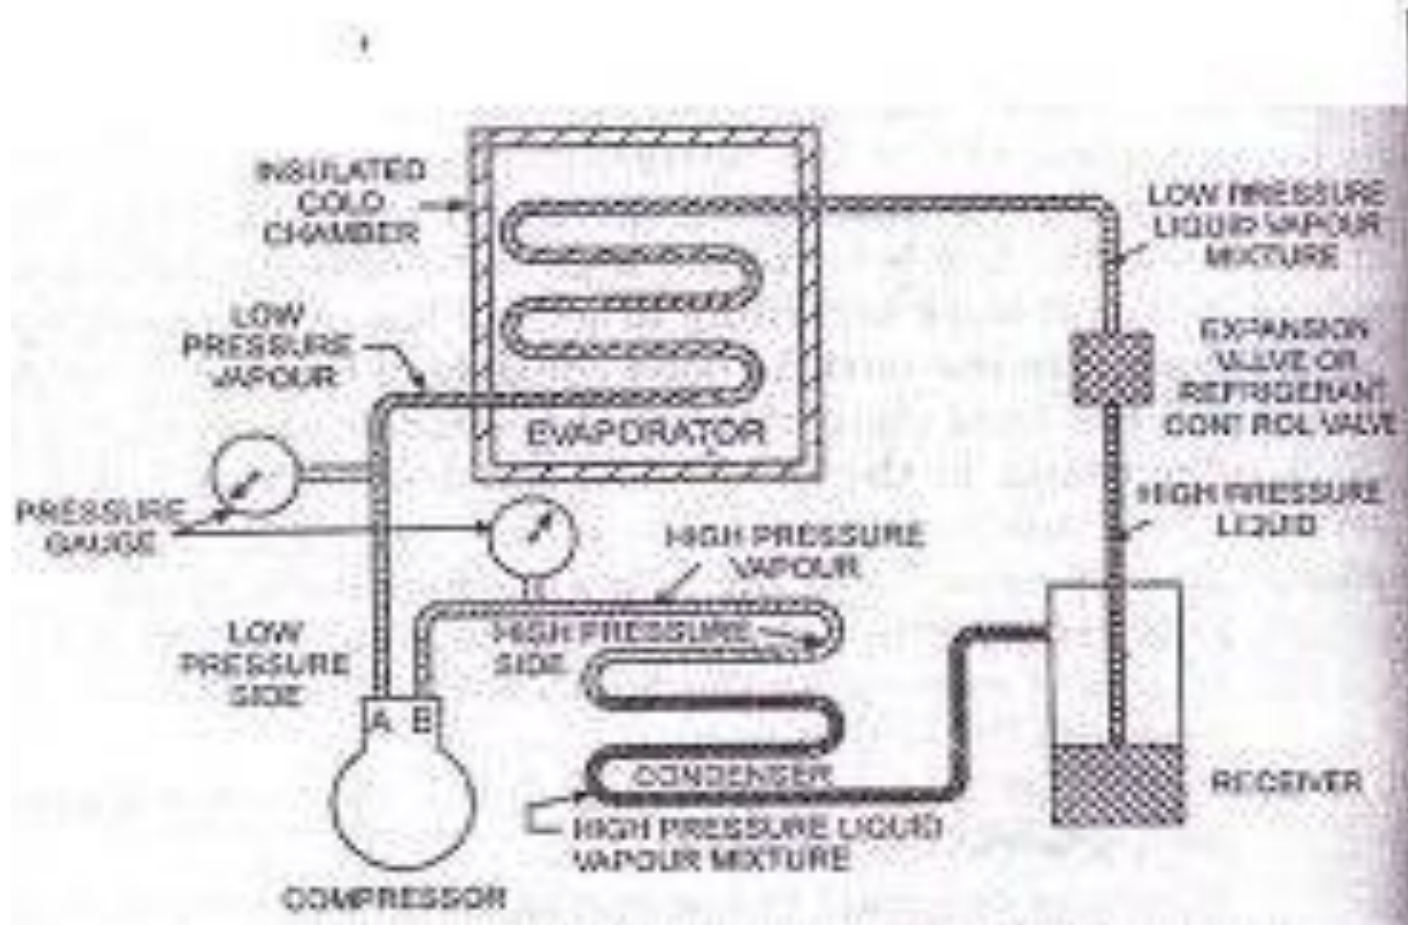 INSULATED
COLD
CHAMBER
LOW PRESSURE
LIQUID VAPOUR
MIXTURE
LOW
PRESSURE
VAPOUR
EXPANSION
VALVE OR
REFRIGERANT
CONTROL VALVE
EVAPORATOR
PRESSURE
GAUGE
HIGH PRESSURE
LIQUID
HIGH PRESSURE
VAPOUR
LOW
PRESSURE
SIDE
HIGH PRESSURE
SIDE
A B
CONDENSER
RECEIVER
HIGH PRESSURE LIQUID
VAPOUR MIXTURE
COMPRESSOR